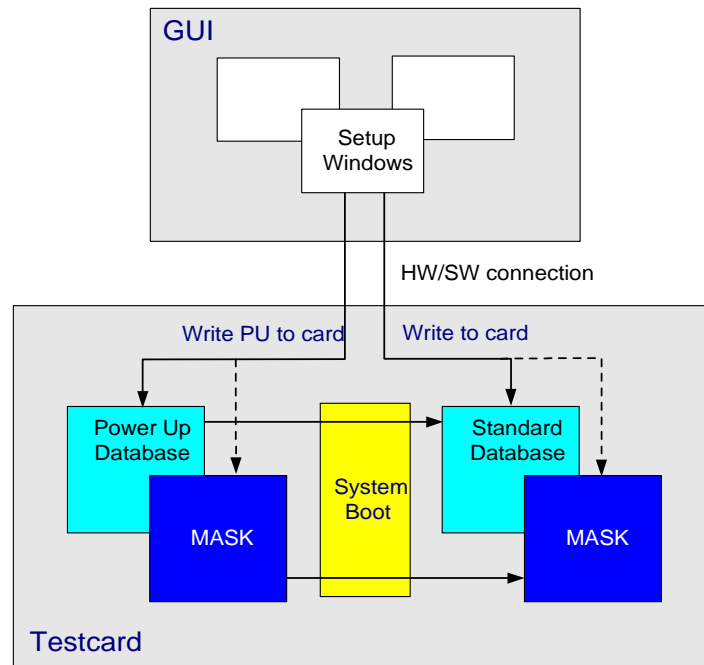 GUI
Setup
Windows
HW/SW connection
Write PU to card
Write to card
Power Up
Database
System
Boot
Standard
Database
MASK
MASK
Testcard